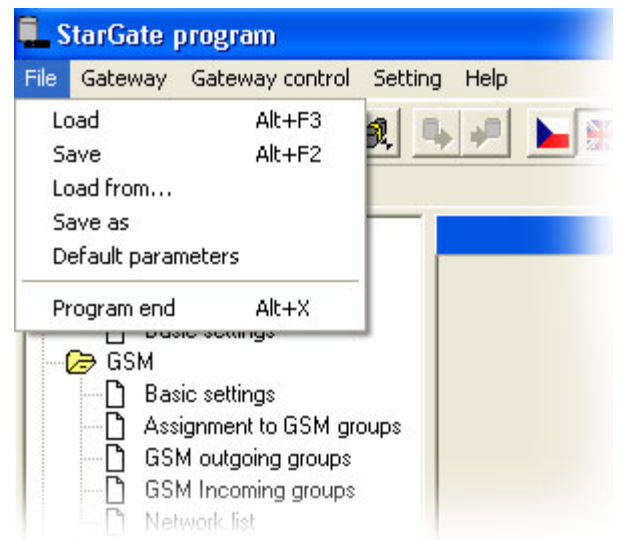 StarGate program
File Gateway Gateway control Setting Help
Load Alt+F3
Save Alt+F2
Load from...
Save as
Default parameters
Program end Alt+X
Basic settings
GSM
Basic settings
Assignment to GSM groups
GSM outgoing groups
GSM Incoming groups
Network list